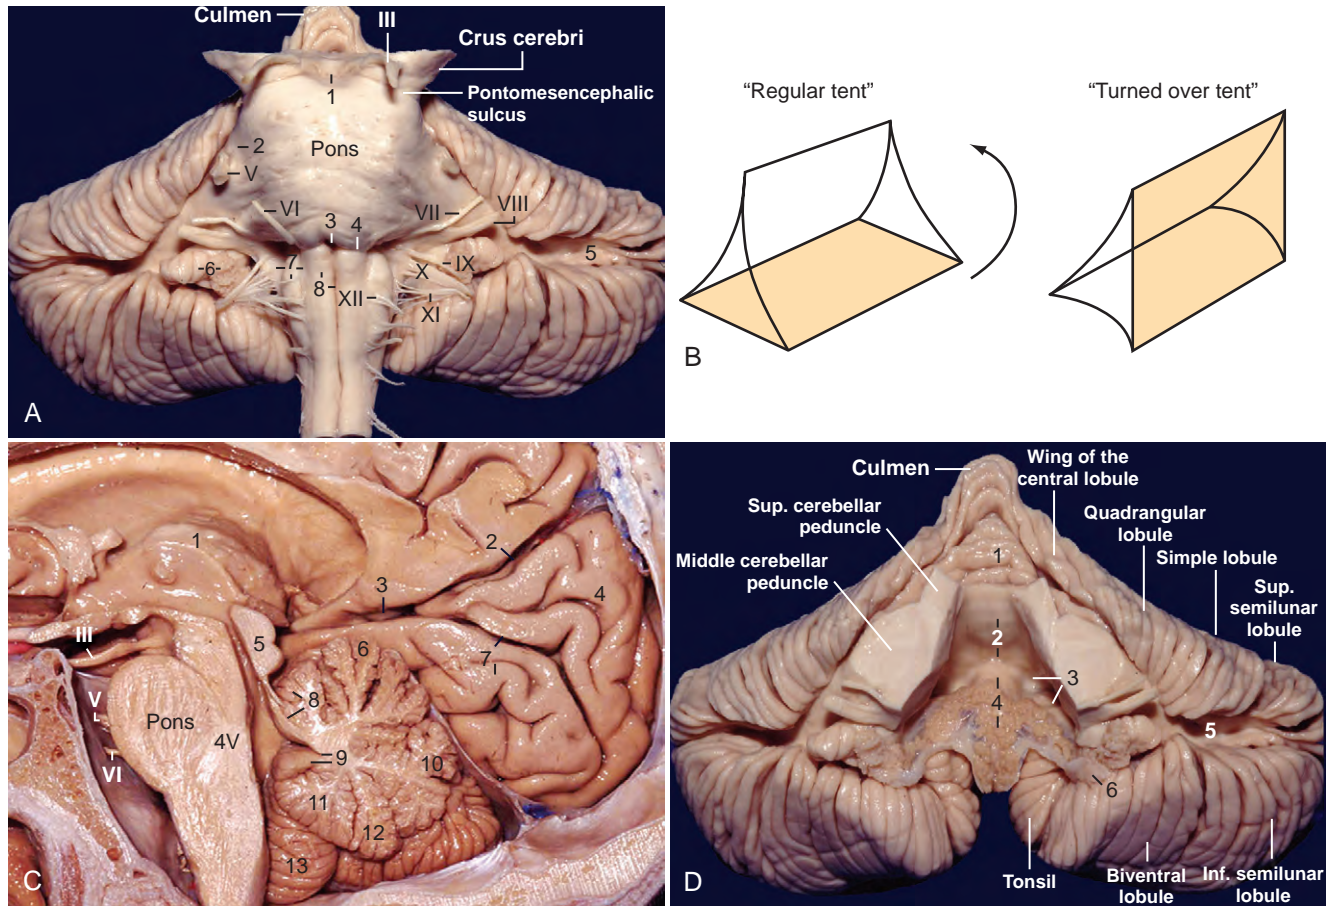 Culmen
III
Crus cerebri
Pontomesencephalic
sulcus
1
2
Pons
V
VI
3
4
VII
VIII
5
6
7
8
X
IX
XII
XI
A
“Regular tent”
“Turned over tent”
B
1
2
3
4
5
III
6
7
8
V
Pons
4V
VI
9
10
11
12
13
C
Culmen
Wing of the
central lobule
Sup. cerebellar
peduncle
Quadrangular
lobule
Middle cerebellar
peduncle
Simple lobule
Sup.
semilunar
lobule
1
2
3
4
5
6
Tonsil
Biventral
lobule
Inf. semilunar
lobule
D